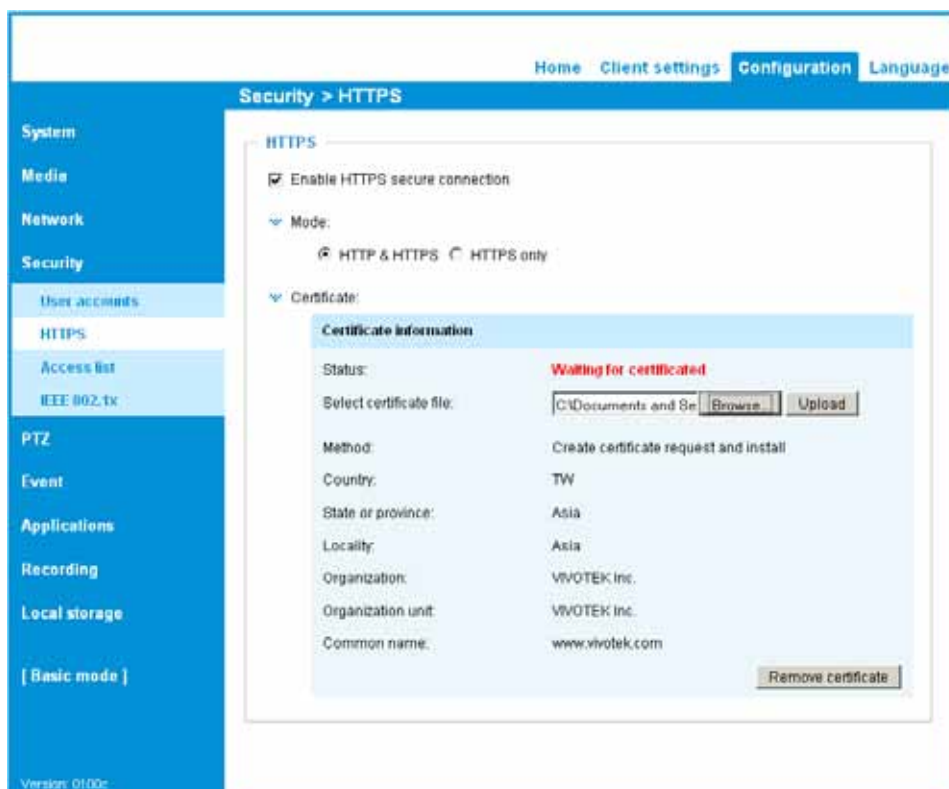 Home Client settings Configuration Language
Security > HTTPS
System
Media
Network
Security
User accounts
HTTPS
Access list
IEEE 802.1x
PTZ
Event
Applications
Recording
Local storage
[ Basic mode ]
Version: 0100c
HTTPS
Enable HTTPS secure connection
Mode:
HTTP & HTTPS HTTPS only
Certificate:
Certificate information
Status: Waiting for certificated
Select certificate file: C:\Documents and Se Browse... Upload
Method: Create certificate request and install
Country: TW
State or province: Asia
Locality: Asia
Organization: VIVOTEK Inc.
Organization unit: VIVOTEK Inc.
Common name: www.vivotek.com
Remove certificate